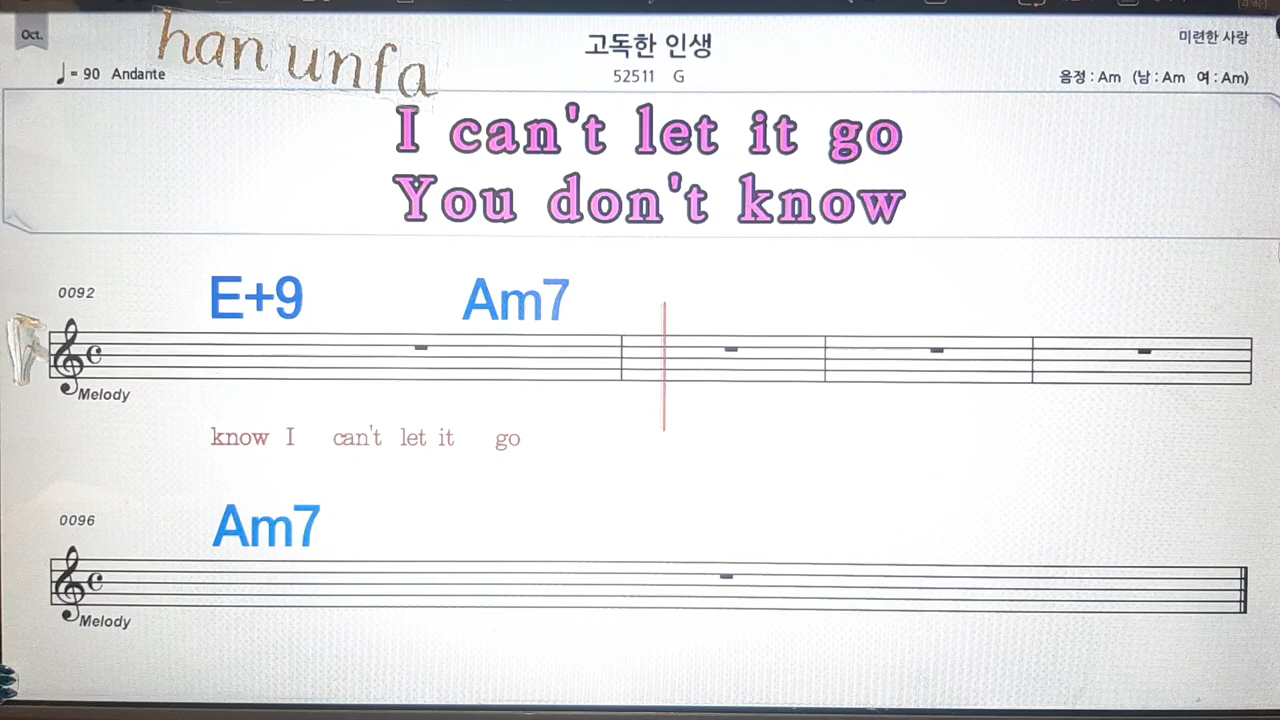 Oct.
han unfa
고독한 인생
미련한 사랑
♩= 90 Andante
52511 G
음정 : Am (남 : Am 여 : Am)
I can't let it go
You don't know
0092
E+9 Am7
Melody
know I can't let it go
0096
Am7
Melody